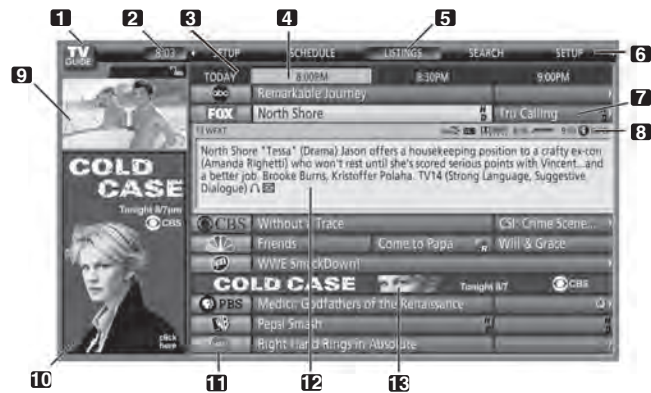 1 2 3 4 5 6
TV GUIDE 8:03 SETUP SCHEDULE LISTINGS SEARCH SETUP
TODAY 8:00PM 8:30PM 9:00PM
abc Remarkable Journey
FOX North Shore Tru Calling
7
8
9
North Shore "Tessa" (Drama) Jason offers a housekeeping position to a crafty ex-con
(Amanda Righetti) who won't rest until she's scored serious points with Vincent...and
a better job. Brooke Burns, Kristoffer Polaha. TV14 (Strong Language, Suggestive
Dialogue)
COLD
CASE
Tonight 8/7pm
CBS
click
here
CBS Without Trace CSI: Crime Scene...
Friends Come to Papa Will & Grace
WWE SmackDown!
COLD CASE Tonight 8/7 CBS
PBS Medici: Godfathers of the Renaissance
Pepsi Smash
Right Hand Rings in Absolute
10 11 12 13